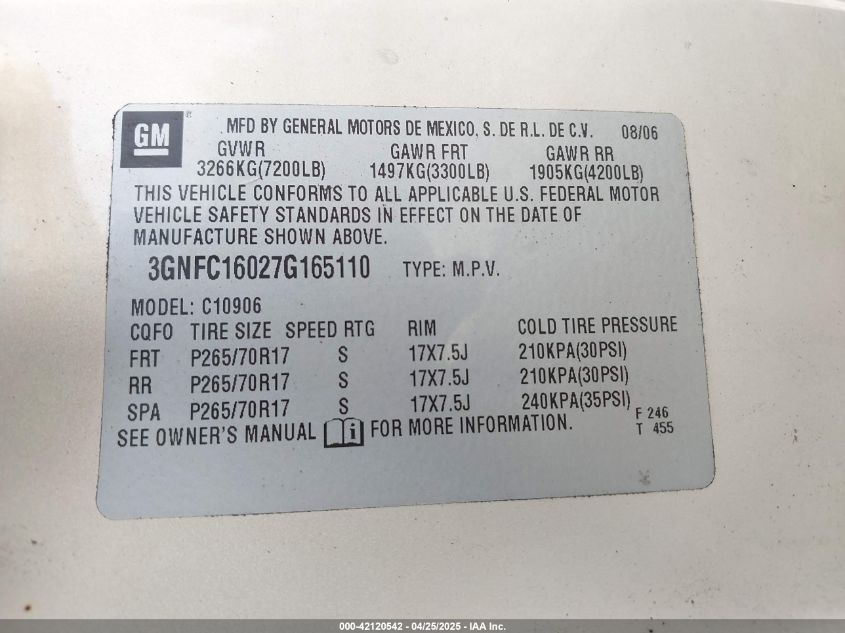 GM MFD BY GENERAL MOTORS DE MEXICO, S. DE R.L. DE C.V. 08/06
GVWR GAWR FRT GAWR RR
3266KG(7200LB) 1497KG(3300LB) 1905KG(4200LB)
THIS VEHICLE CONFORMS TO ALL APPLICABLE U.S. FEDERAL MOTOR
VEHICLE SAFETY STANDARDS IN EFFECT ON THE DATE OF
MANUFACTURE SHOWN ABOVE.
3GNFC16027G165110 TYPE: M.P.V.
MODEL: C10906
CQFO TIRE SIZE SPEED RTG RIM COLD TIRE PRESSURE
FRT P265/70R17 S 17X7.5J 210KPA(30PSI)
RR P265/70R17 S 17X7.5J 210KPA(30PSI)
SPA P265/70R17 S 17X7.5J 240KPA(35PSI) F 246
SEE OWNER'S MANUAL i FOR MORE INFORMATION. T 455
000-42120542 - 04/25/2025 - IAA Inc.